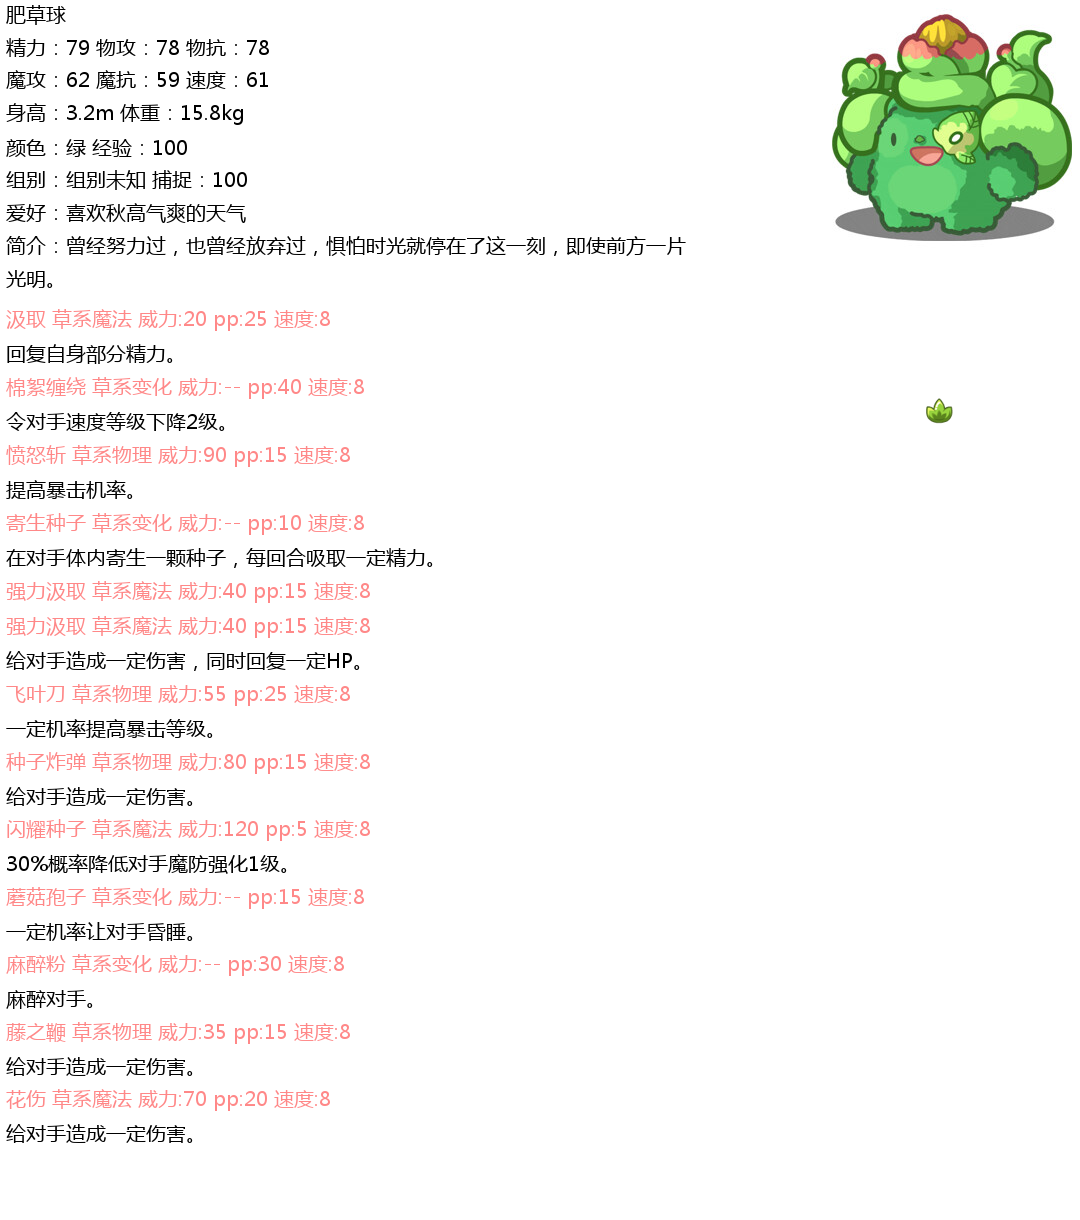 肥草球
精力：79 物攻：78 物抗：78
魔攻：62 魔抗：59 速度：61
身高：3.2m 体重：15.8kg
颜色：绿 经验：100
组别：组别未知 捕捉：100
爱好：喜欢秋高气爽的天气
简介：曾经努力过，也曾经放弃过，惧怕时光就停在了这一刻，即使前方一片
光明。
汲取 草系魔法 威力:20 pp:25 速度:8
回复自身部分精力。
棉絮缠绕 草系变化 威力:-- pp:40 速度:8
令对手速度等级下降2级。
愤怒斩 草系物理 威力:90 pp:15 速度:8
提高暴击机率。
寄生种子 草系变化 威力:-- pp:10 速度:8
在对手体内寄生一颗种子，每回合吸取一定精力。
强力汲取 草系魔法 威力:40 pp:15 速度:8
强力汲取 草系魔法 威力:40 pp:15 速度:8
给对手造成一定伤害，同时回复一定HP。
飞叶刀 草系物理 威力:55 pp:25 速度:8
一定机率提高暴击等级。
种子炸弹 草系物理 威力:80 pp:15 速度:8
给对手造成一定伤害。
闪耀种子 草系魔法 威力:120 pp:5 速度:8
30%概率降低对手魔防强化1级。
蘑菇孢子 草系变化 威力:-- pp:15 速度:8
一定机率让对手昏睡。
麻醉粉 草系变化 威力:-- pp:30 速度:8
麻醉对手。
藤之鞭 草系物理 威力:35 pp:15 速度:8
给对手造成一定伤害。
花伤 草系魔法 威力:70 pp:20 速度:8
给对手造成一定伤害。